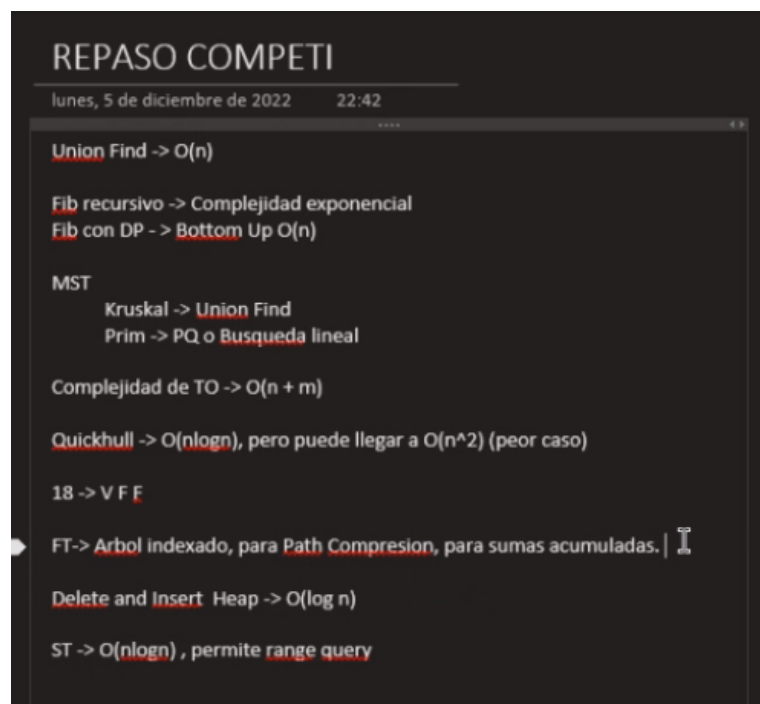 REPASO COMPETI
lunes, 5 de diciembre de 2022 22:42
Union Find -> O(n)
Fib recursivo -> Complejidad exponencial
Fib con DP - > Bottom Up O(n)
MST
Kruskal -> Union Find
Prim -> PQ o Busqueda lineal
Complejidad de TO -> O(n + m)
Quickhull -> O(nlogn), pero puede llegar a O(n^2) (peor caso)
18 -> V F F
FT-> Arbol indexado, para Path Compresion, para sumas acumuladas.
Delete and Insert Heap -> O(log n)
ST -> O(nlogn) , permite range query